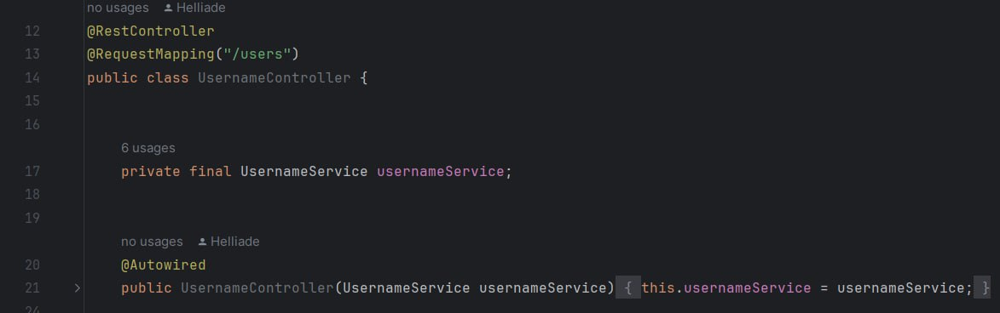 no usages Helliade
12 @RestController
13 @RequestMapping("/users")
14 public class UsernameController {
15
16
6 usages
17 private final UsernameService usernameService;
18
19
no usages Helliade
20 @Autowired
21 public UsernameController(UsernameService usernameService) { this.usernameService = usernameService; }
24